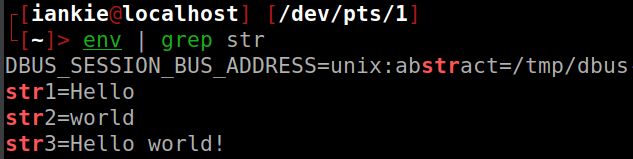 [iankie@localhost] [/dev/pts/1]
[~]> env | grep str
DBUS_SESSION_BUS_ADDRESS=unix:abstract=/tmp/dbus
str1=Hello
str2=world
str3=Hello world!